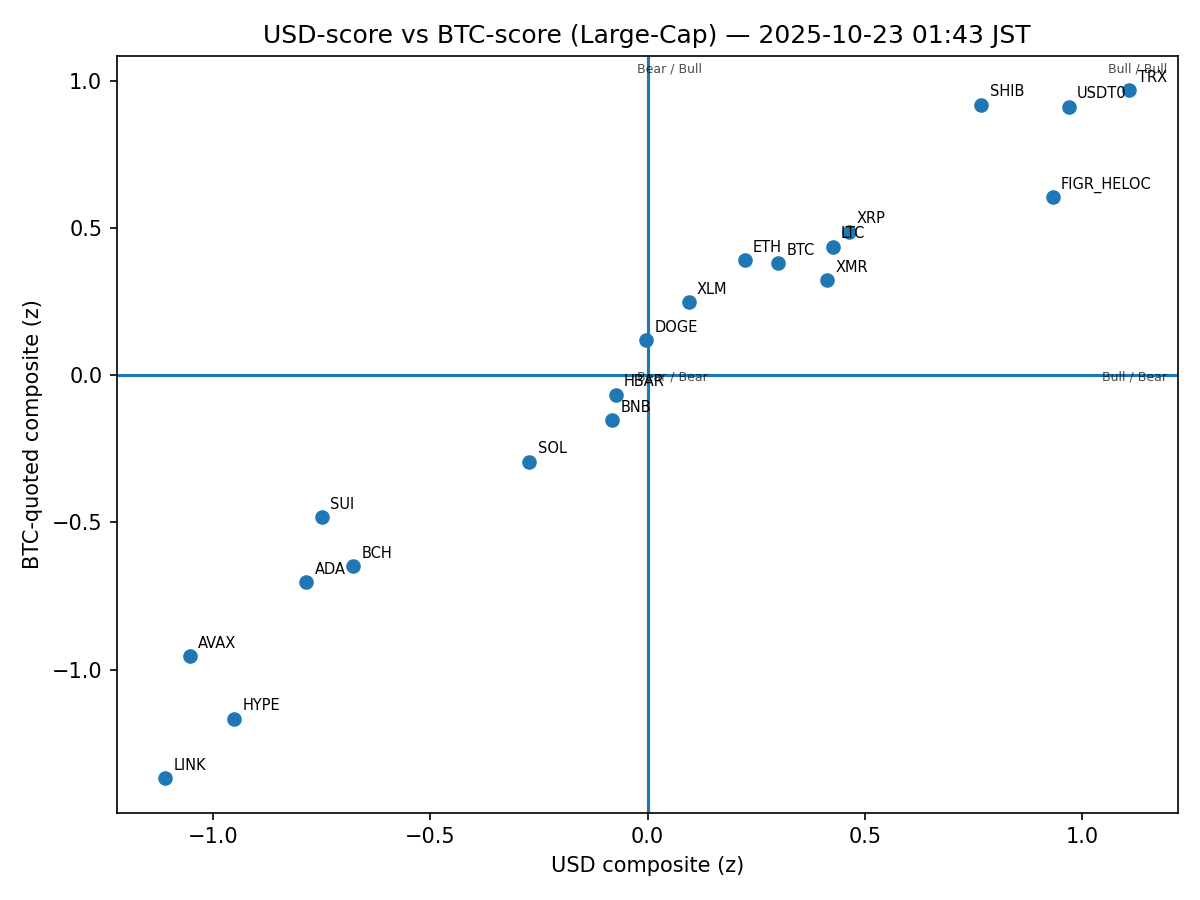 USD-score vs BTC-score (Large-Cap) — 2025-10-23 01:43 JST
Bear / Bull
Bull / Bull
TRX
SHIB
USDT0
FIGR_HELOC
XRP
LTC
ETH
BTC
XMR
XLM
DOGE
Bear / Bear
Bull / Bear
HBAR
BNB
SOL
SUI
BCH
ADA
AVAX
HYPE
LINK
1.0
0.5
0.0
−0.5
−1.0
BTC-quoted composite (z)
−1.0
−0.5
0.0
0.5
1.0
USD composite (z)